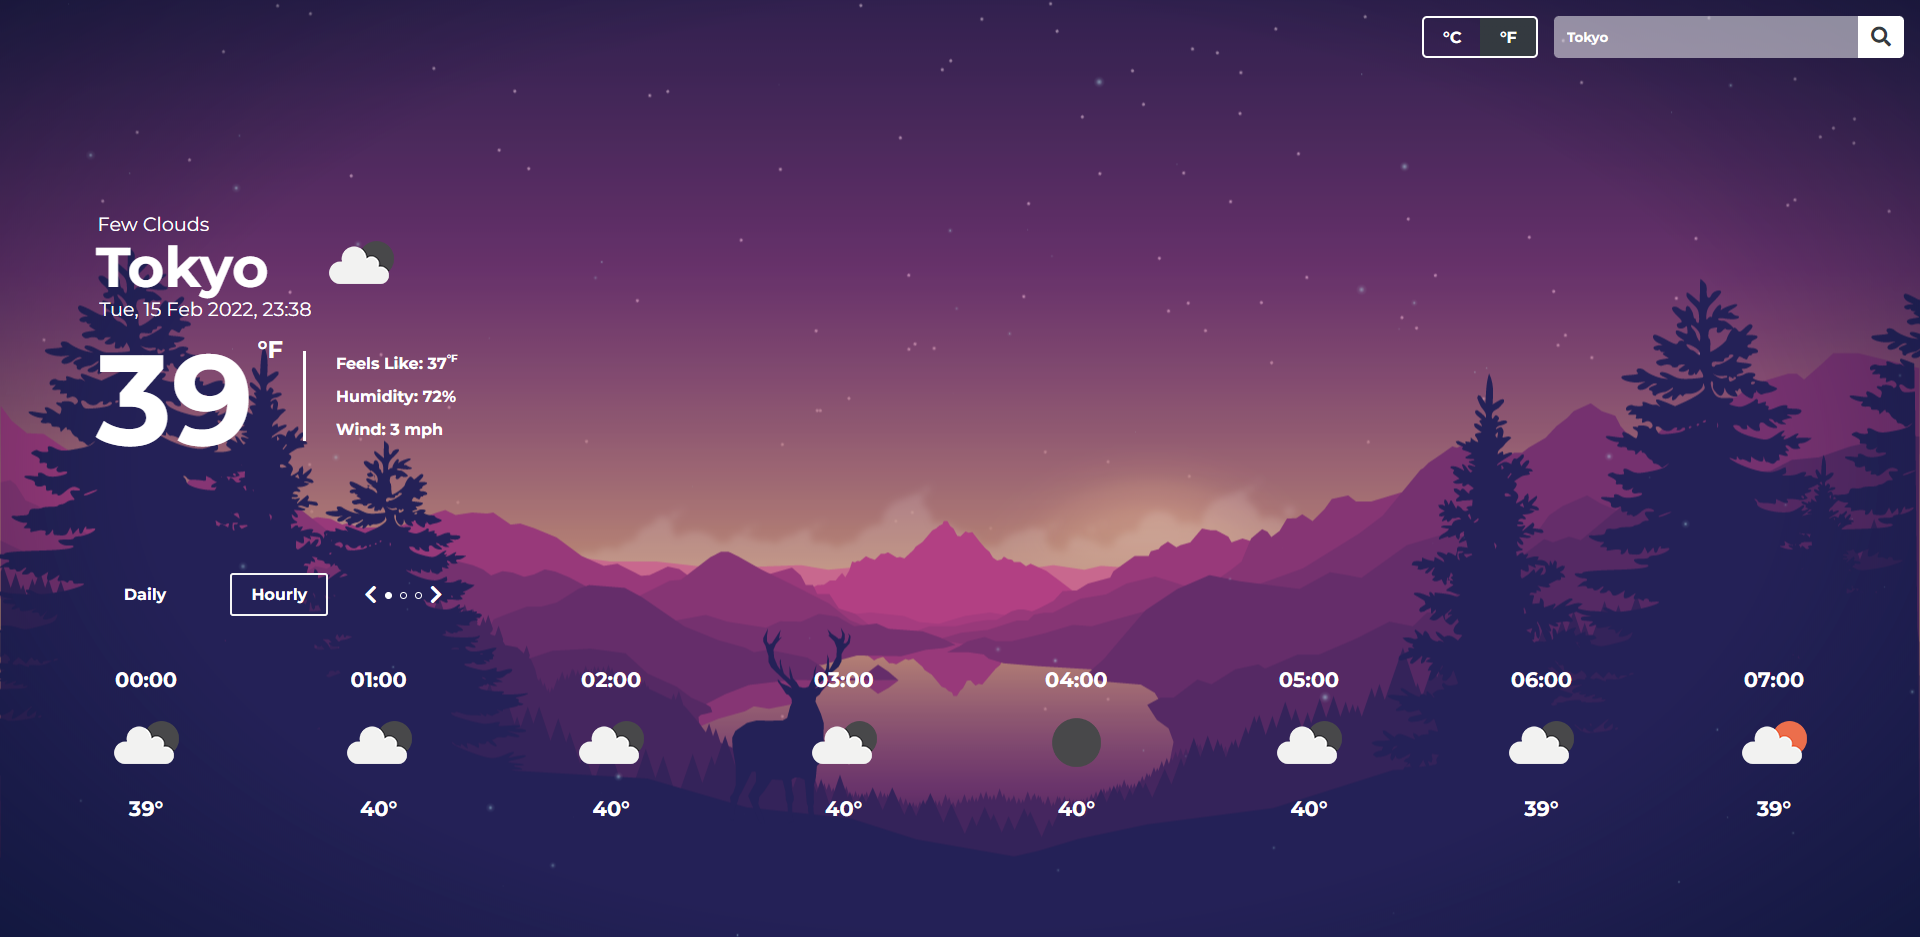 °C °F Tokyo
Few Clouds
Tokyo
Tue, 15 Feb 2022, 23:38
39°F
Feels Like: 37°F
Humidity: 72%
Wind: 3 mph
Daily Hourly
00:00 01:00 02:00 03:00 04:00 05:00 06:00 07:00
39° 40° 40° 40° 40° 40° 39° 39°